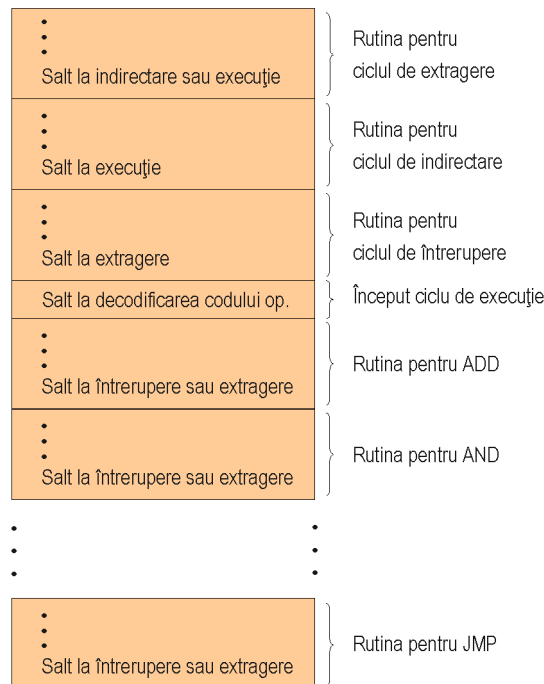 Salt la indirectare sau execuţie
Rutina pentru
ciclul de extragere
Salt la execuţie
Rutina pentru
ciclul de indirectare
Salt la extragere
Rutina pentru
ciclul de întrerupere
Salt la decodificarea codului op.
Început ciclu de execuţie
Salt la întrerupere sau extragere
Rutina pentru ADD
Salt la întrerupere sau extragere
Rutina pentru AND
Salt la întrerupere sau extragere
Rutina pentru JMP